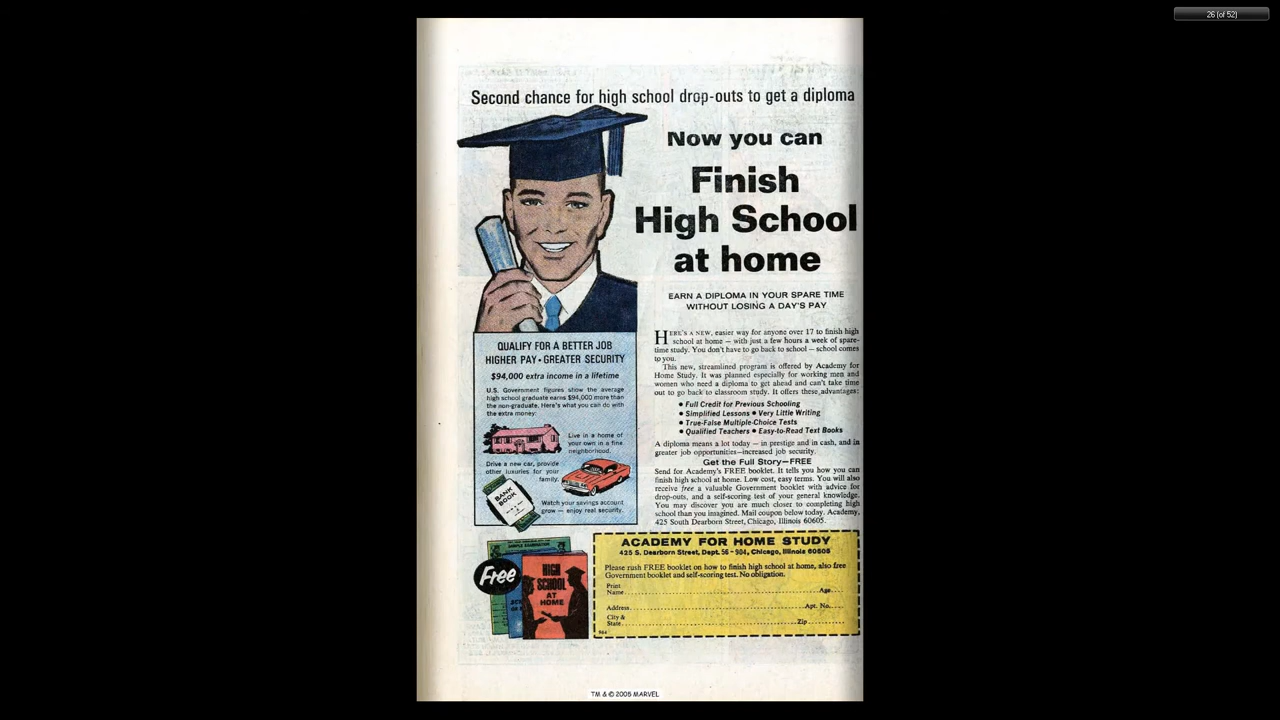 26 (of 52)
Second chance for high school drop-outs to get a diploma
Now you can
Finish
High School
at home
EARN A DIPLOMA IN YOUR SPARE TIME
WITHOUT LOSING A DAY'S PAY
HERE'S A NEW, easier way for anyone over 17 to finish high
school at home — with just a few hours a week of spare-
time study. You don't have to go back to school — school comes
to you.
This new, streamlined program is offered by Academy for
Home Study. It was planned especially for working men and
women who need a diploma to get ahead and can't take time
out to go back to classroom study. It offers these advantages:
• Full Credit for Previous Schooling
• Simplified Lessons • Very Little Writing
• True-False Multiple-Choice Tests
• Qualified Teachers • Easy-to-Read Text Books
A diploma means a lot today — in prestige and in cash, and in
greater job opportunities—increased job security.
Get the Full Story—FREE
Send for Academy's FREE booklet. It tells you how you can
finish high school at home. Low cost, easy terms. You will also
receive free a valuable Government booklet with advice for
drop-outs, and a self-scoring test of your general knowledge.
You may discover you are much closer to completing high
school than you imagined. Mail coupon below today. Academy,
425 South Dearborn Street, Chicago, Illinois 60605.
QUALIFY FOR A BETTER JOB
HIGHER PAY • GREATER SECURITY
$94,000 extra income in a lifetime
U.S. Government figures show the average
high school graduate earns $94,000 more than
the non-graduate. Here's what you can do with
the extra money:
Live in a home of
your own in a fine
neighborhood.
Drive a new car, provide
other luxuries for your
family.
BANK
BOOK
Watch your savings account
grow — enjoy real security.
Free
HIGH
SCHOOL
AT
HOME
ACADEMY FOR HOME STUDY
425 S. Dearborn Street, Dept. 56-904, Chicago, Illinois 60605
Please rush FREE booklet on how to finish high school at home, also free
Government booklet and self-scoring test. No obligation.
Print
Name Age
Address Apt. No.
City &
State Zip
904
TM & © 2005 MARVEL